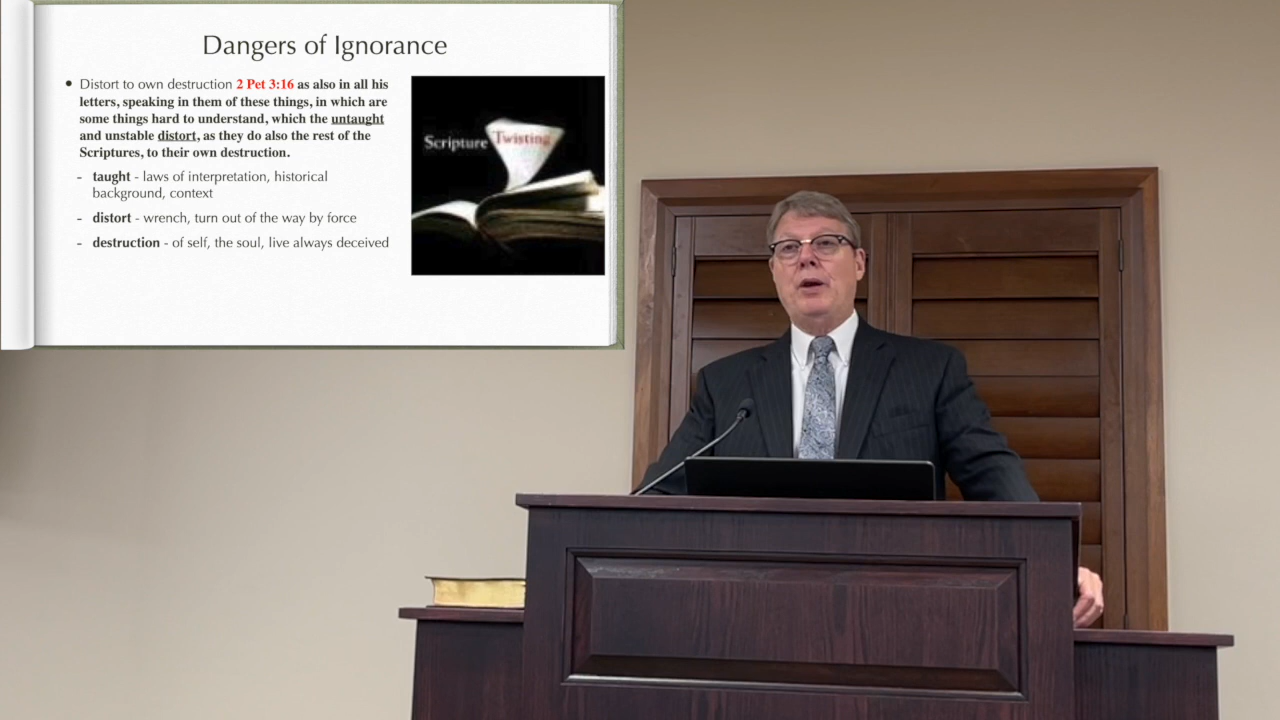 Dangers of Ignorance
• Distort to own destruction 2 Pet 3:16 as also in all his
letters, speaking in them of these things, in which are
some things hard to understand, which the untaught
and unstable distort, as they do also the rest of the
Scriptures, to their own destruction.
- taught - laws of interpretation, historical
background, context
- distort - wrench, turn out of the way by force
- destruction - of self, the soul, live always deceived
Scripture Twisting